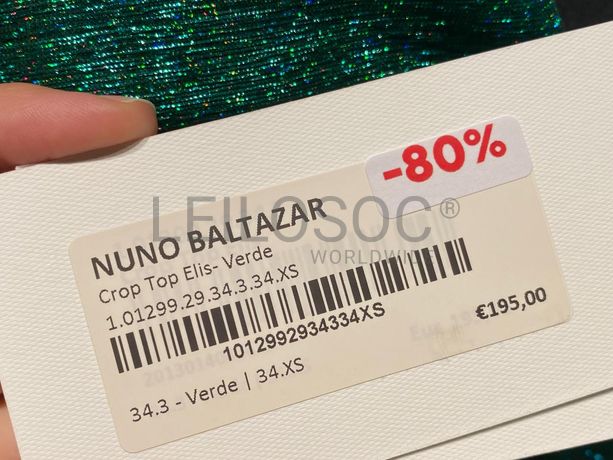 -80%
LEILOSOC®
WORLDWIDE
NUNO BALTAZAR
Crop Top Elis- Verde
1.01299.29.34.3.34.XS
1012992934334XS
€195,00
34.3 - Verde | 34.XS